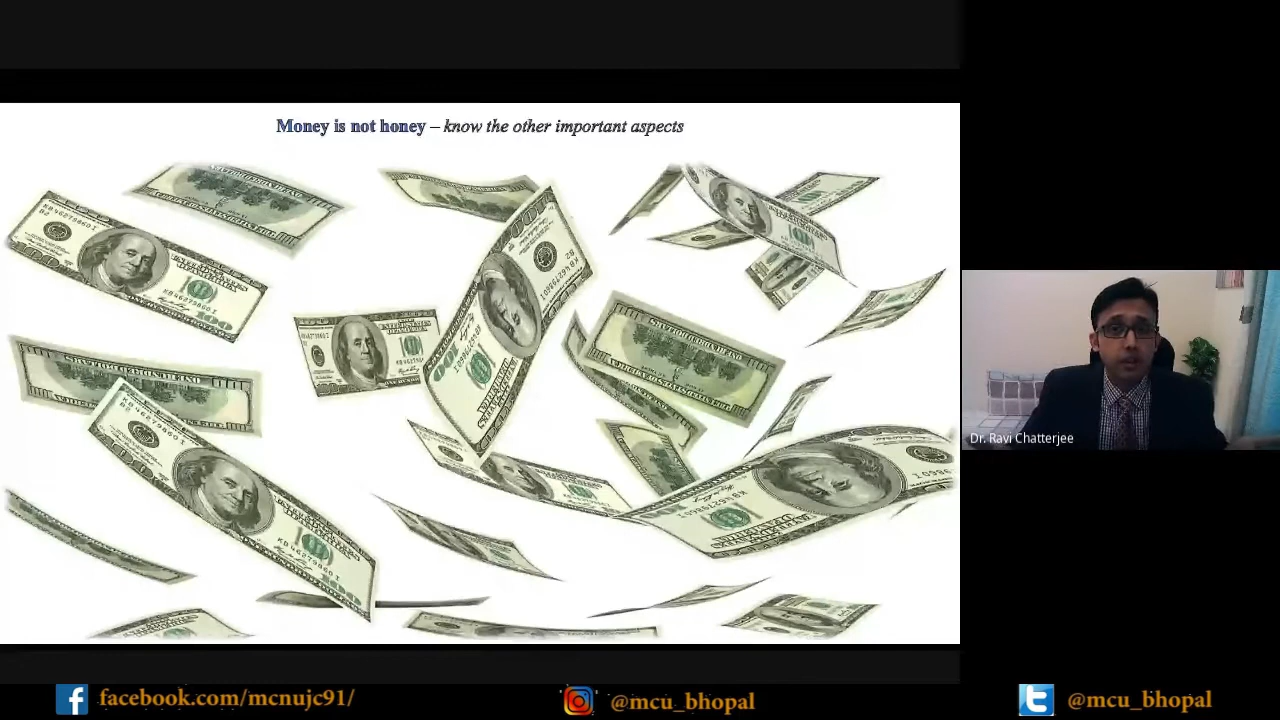 Money is not honey – know the other important aspects
Dr. Ravi Chatterjee
facebook.com/mcnujc91/
@mcu_bhopal
@mcu_bhopal